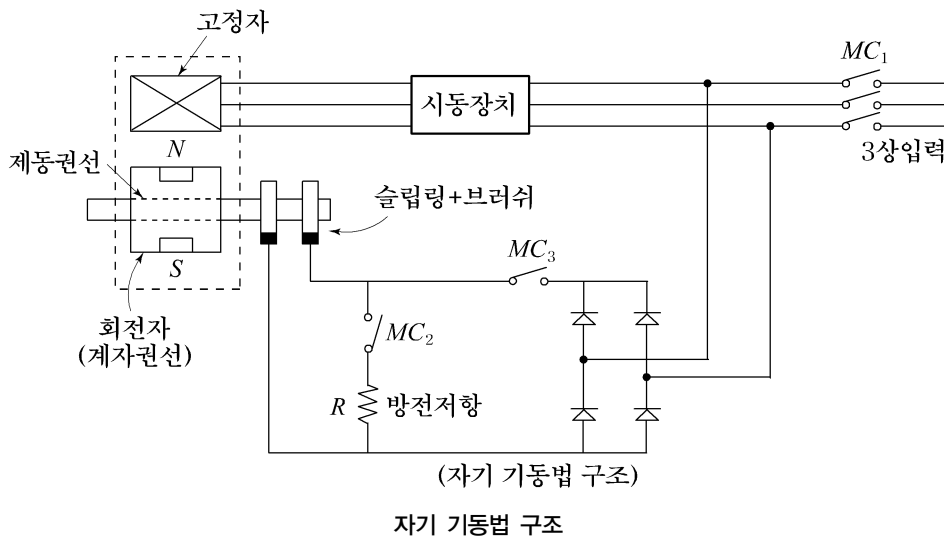 고정자
MC₁
시동장치
N
3상입력
제동권선
슬립링+브러쉬
S
MC₃
회전자
(계자권선)
MC₂
R 방전저항
(자기 기동법 구조)
자기 기동법 구조